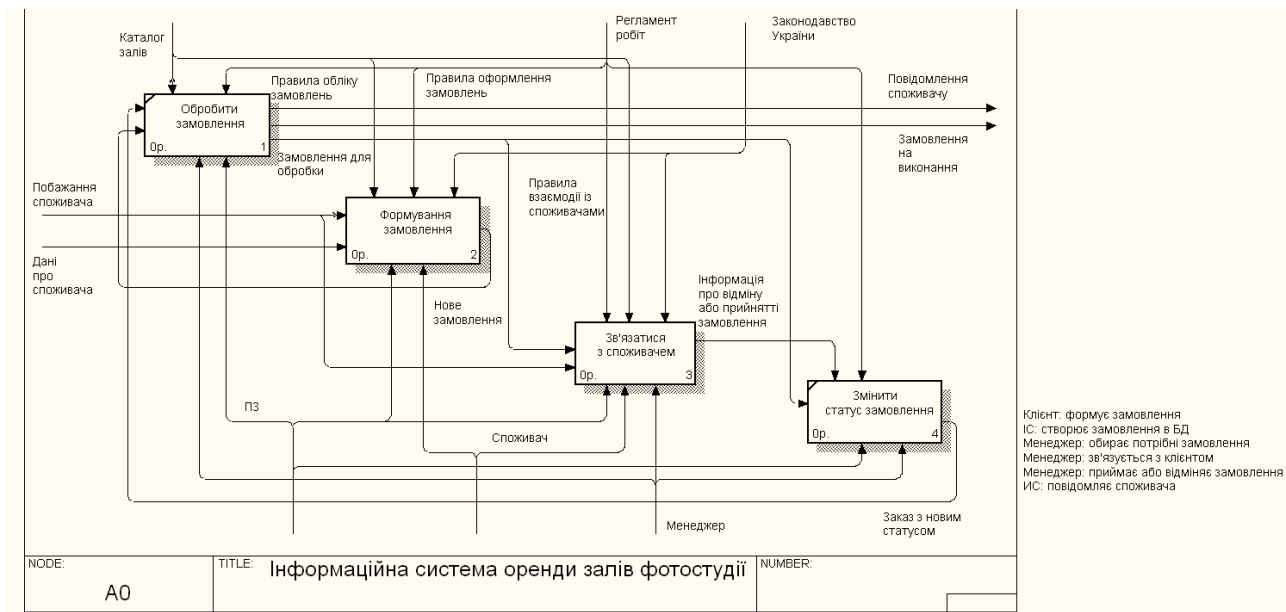 Каталог
залів
Регламент
робіт
Законодавство
України
Правила обліку
замовлень
Правила оформлення
замовлень
Повідомлення
споживачу
Обробити
замовлення
0р.
1
Замовлення
на
виконання
Замовлення для
обробки
Правила
взаємодії із
споживачами
Побажання
споживача
Формування
замовлення
0р.
2
Дані
про
споживача
Нове
замовлення
Інформація
про відміну
або прийнятті
замовлення
Зв'язатися
з споживачем
0р.
3
Змінити
статус замовлення
0р.
4
ПЗ
Споживач
Менеджер
Заказ з новим
статусом
Клієнт: формує замовлення
ІС: створює замовлення в БД
Менеджер: обирає потрібні замовлення
Менеджер: зв'язується з клієнтом
Менеджер: приймає або відміняє замовлення
ИС: повідомляє споживача
NODE:
A0
TITLE:
Інформаційна система оренди залів фотостудії
NUMBER: